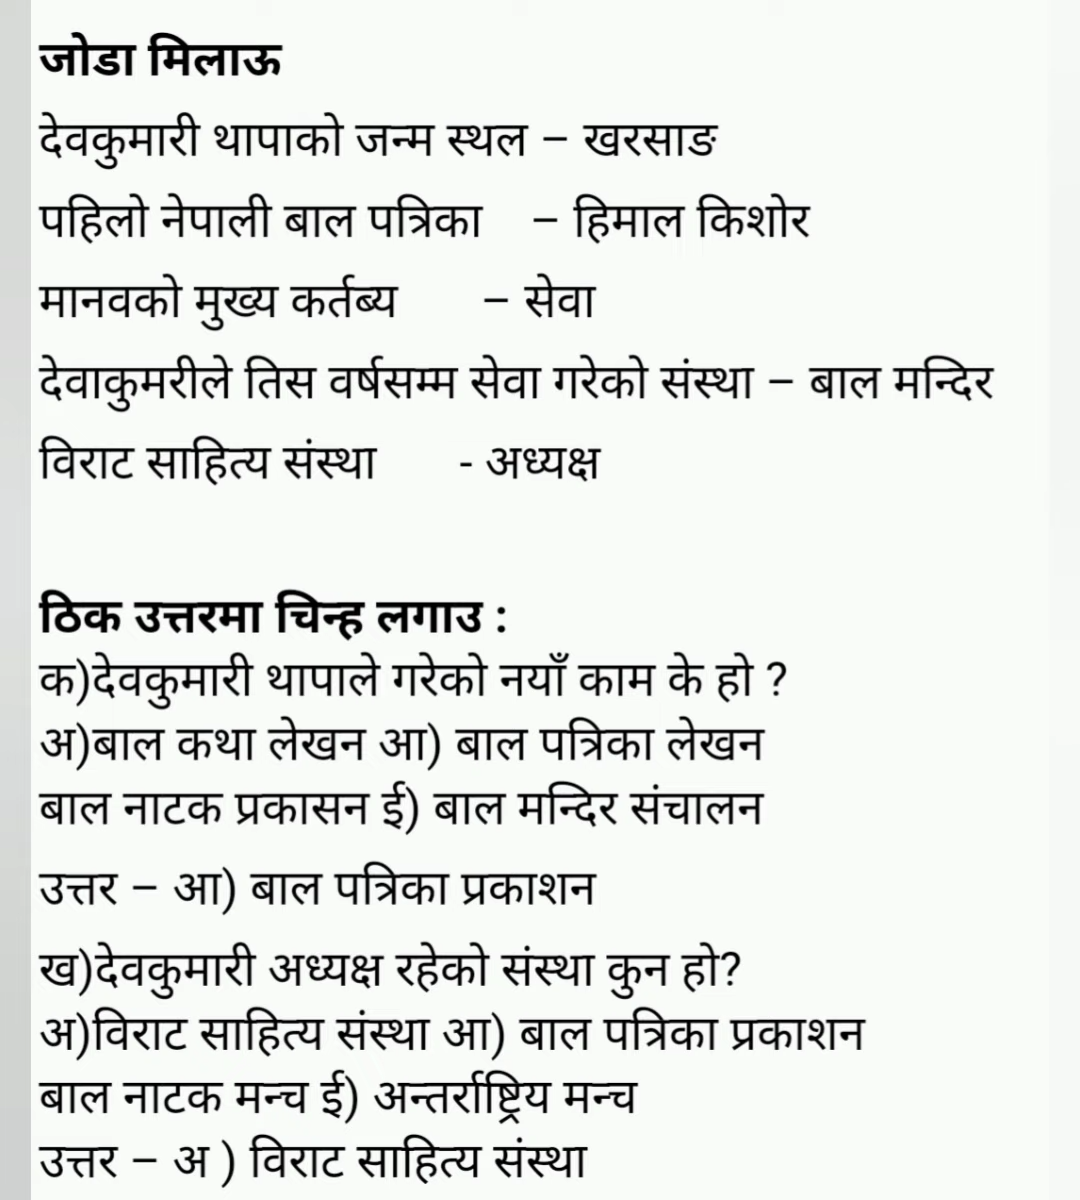 जोडा मिलाऊ
देवकुमारी थापाको जन्म स्थल – खरसाङ
पहिलो नेपाली बाल पत्रिका – हिमाल किशोर
मानवको मुख्य कर्तब्य – सेवा
देवाकुमरीले तिस वर्षसम्म सेवा गरेको संस्था – बाल मन्दिर
विराट साहित्य संस्था - अध्यक्ष
ठिक उत्तरमा चिन्ह लगाउ :
क)देवकुमारी थापाले गरेको नयाँ काम के हो ?
अ)बाल कथा लेखन आ) बाल पत्रिका लेखन
बाल नाटक प्रकासन ई) बाल मन्दिर संचालन
उत्तर – आ) बाल पत्रिका प्रकाशन
ख)देवकुमारी अध्यक्ष रहेको संस्था कुन हो?
अ)विराट साहित्य संस्था आ) बाल पत्रिका प्रकाशन
बाल नाटक मन्च ई) अन्तर्राष्ट्रिय मन्च
उत्तर – अ ) विराट साहित्य संस्था